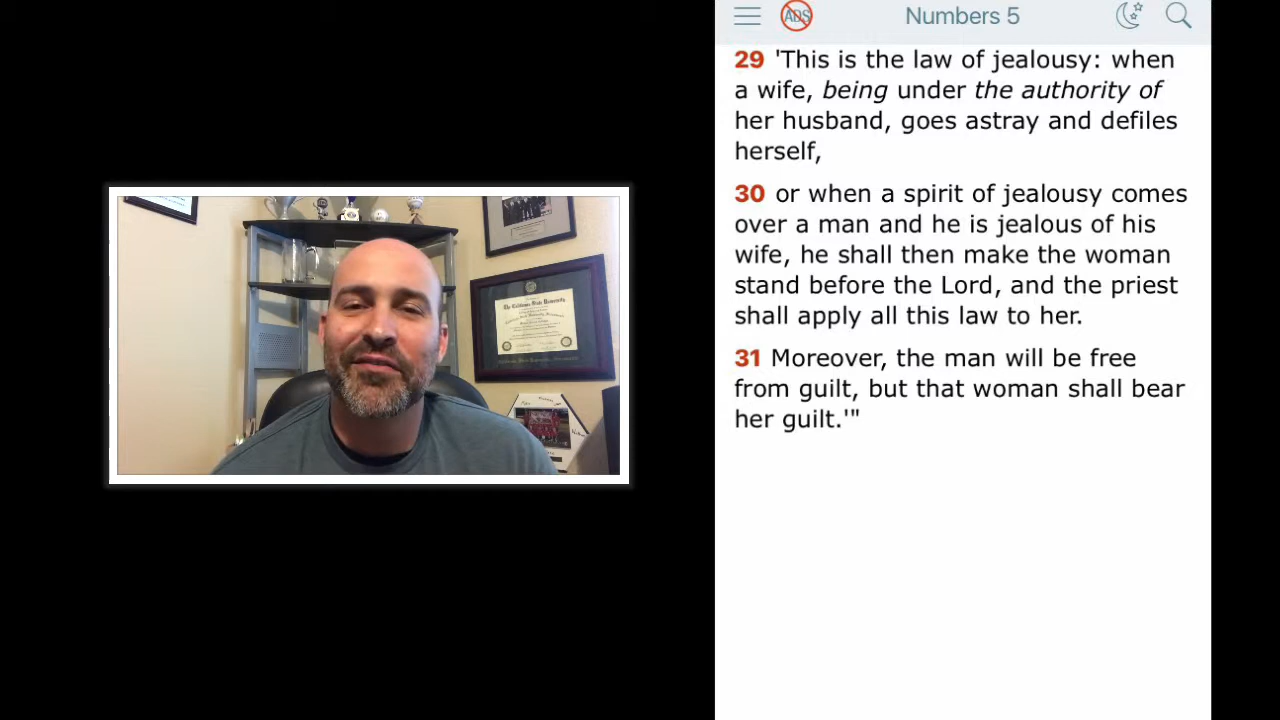 ADS
Numbers 5
29 'This is the law of jealousy: when
a wife, being under the authority of
her husband, goes astray and defiles
herself,
30 or when a spirit of jealousy comes
over a man and he is jealous of his
wife, he shall then make the woman
stand before the Lord, and the priest
shall apply all this law to her.
31 Moreover, the man will be free
from guilt, but that woman shall bear
her guilt.'"
The California State University